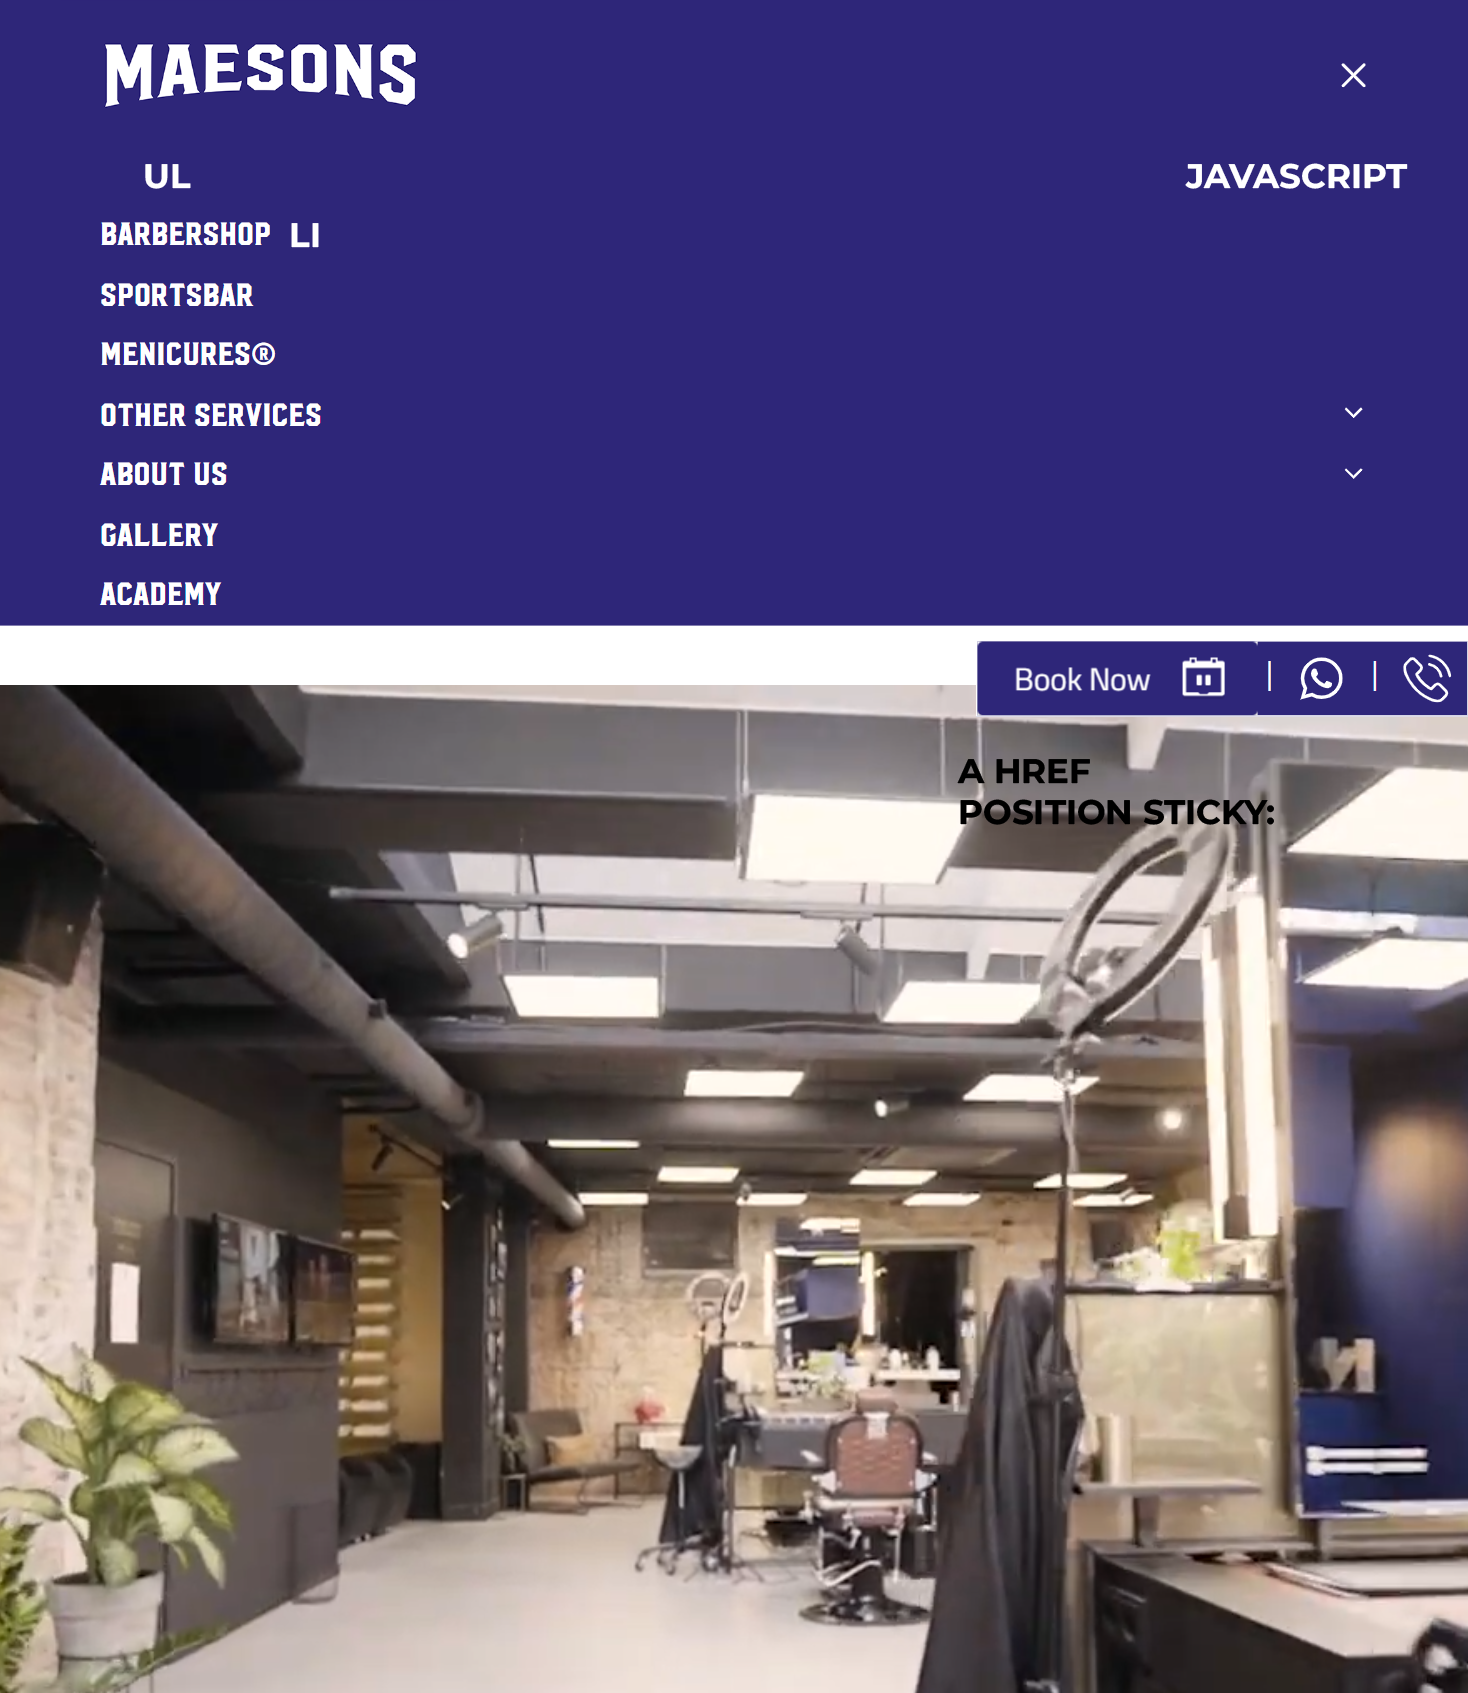 MAESONS
UL
JAVASCRIPT
BARBERSHOP LI
SPORTSBAR
MENICURES®
OTHER SERVICES
ABOUT US
GALLERY
ACADEMY
Book Now
A HREF
POSITION STICKY: